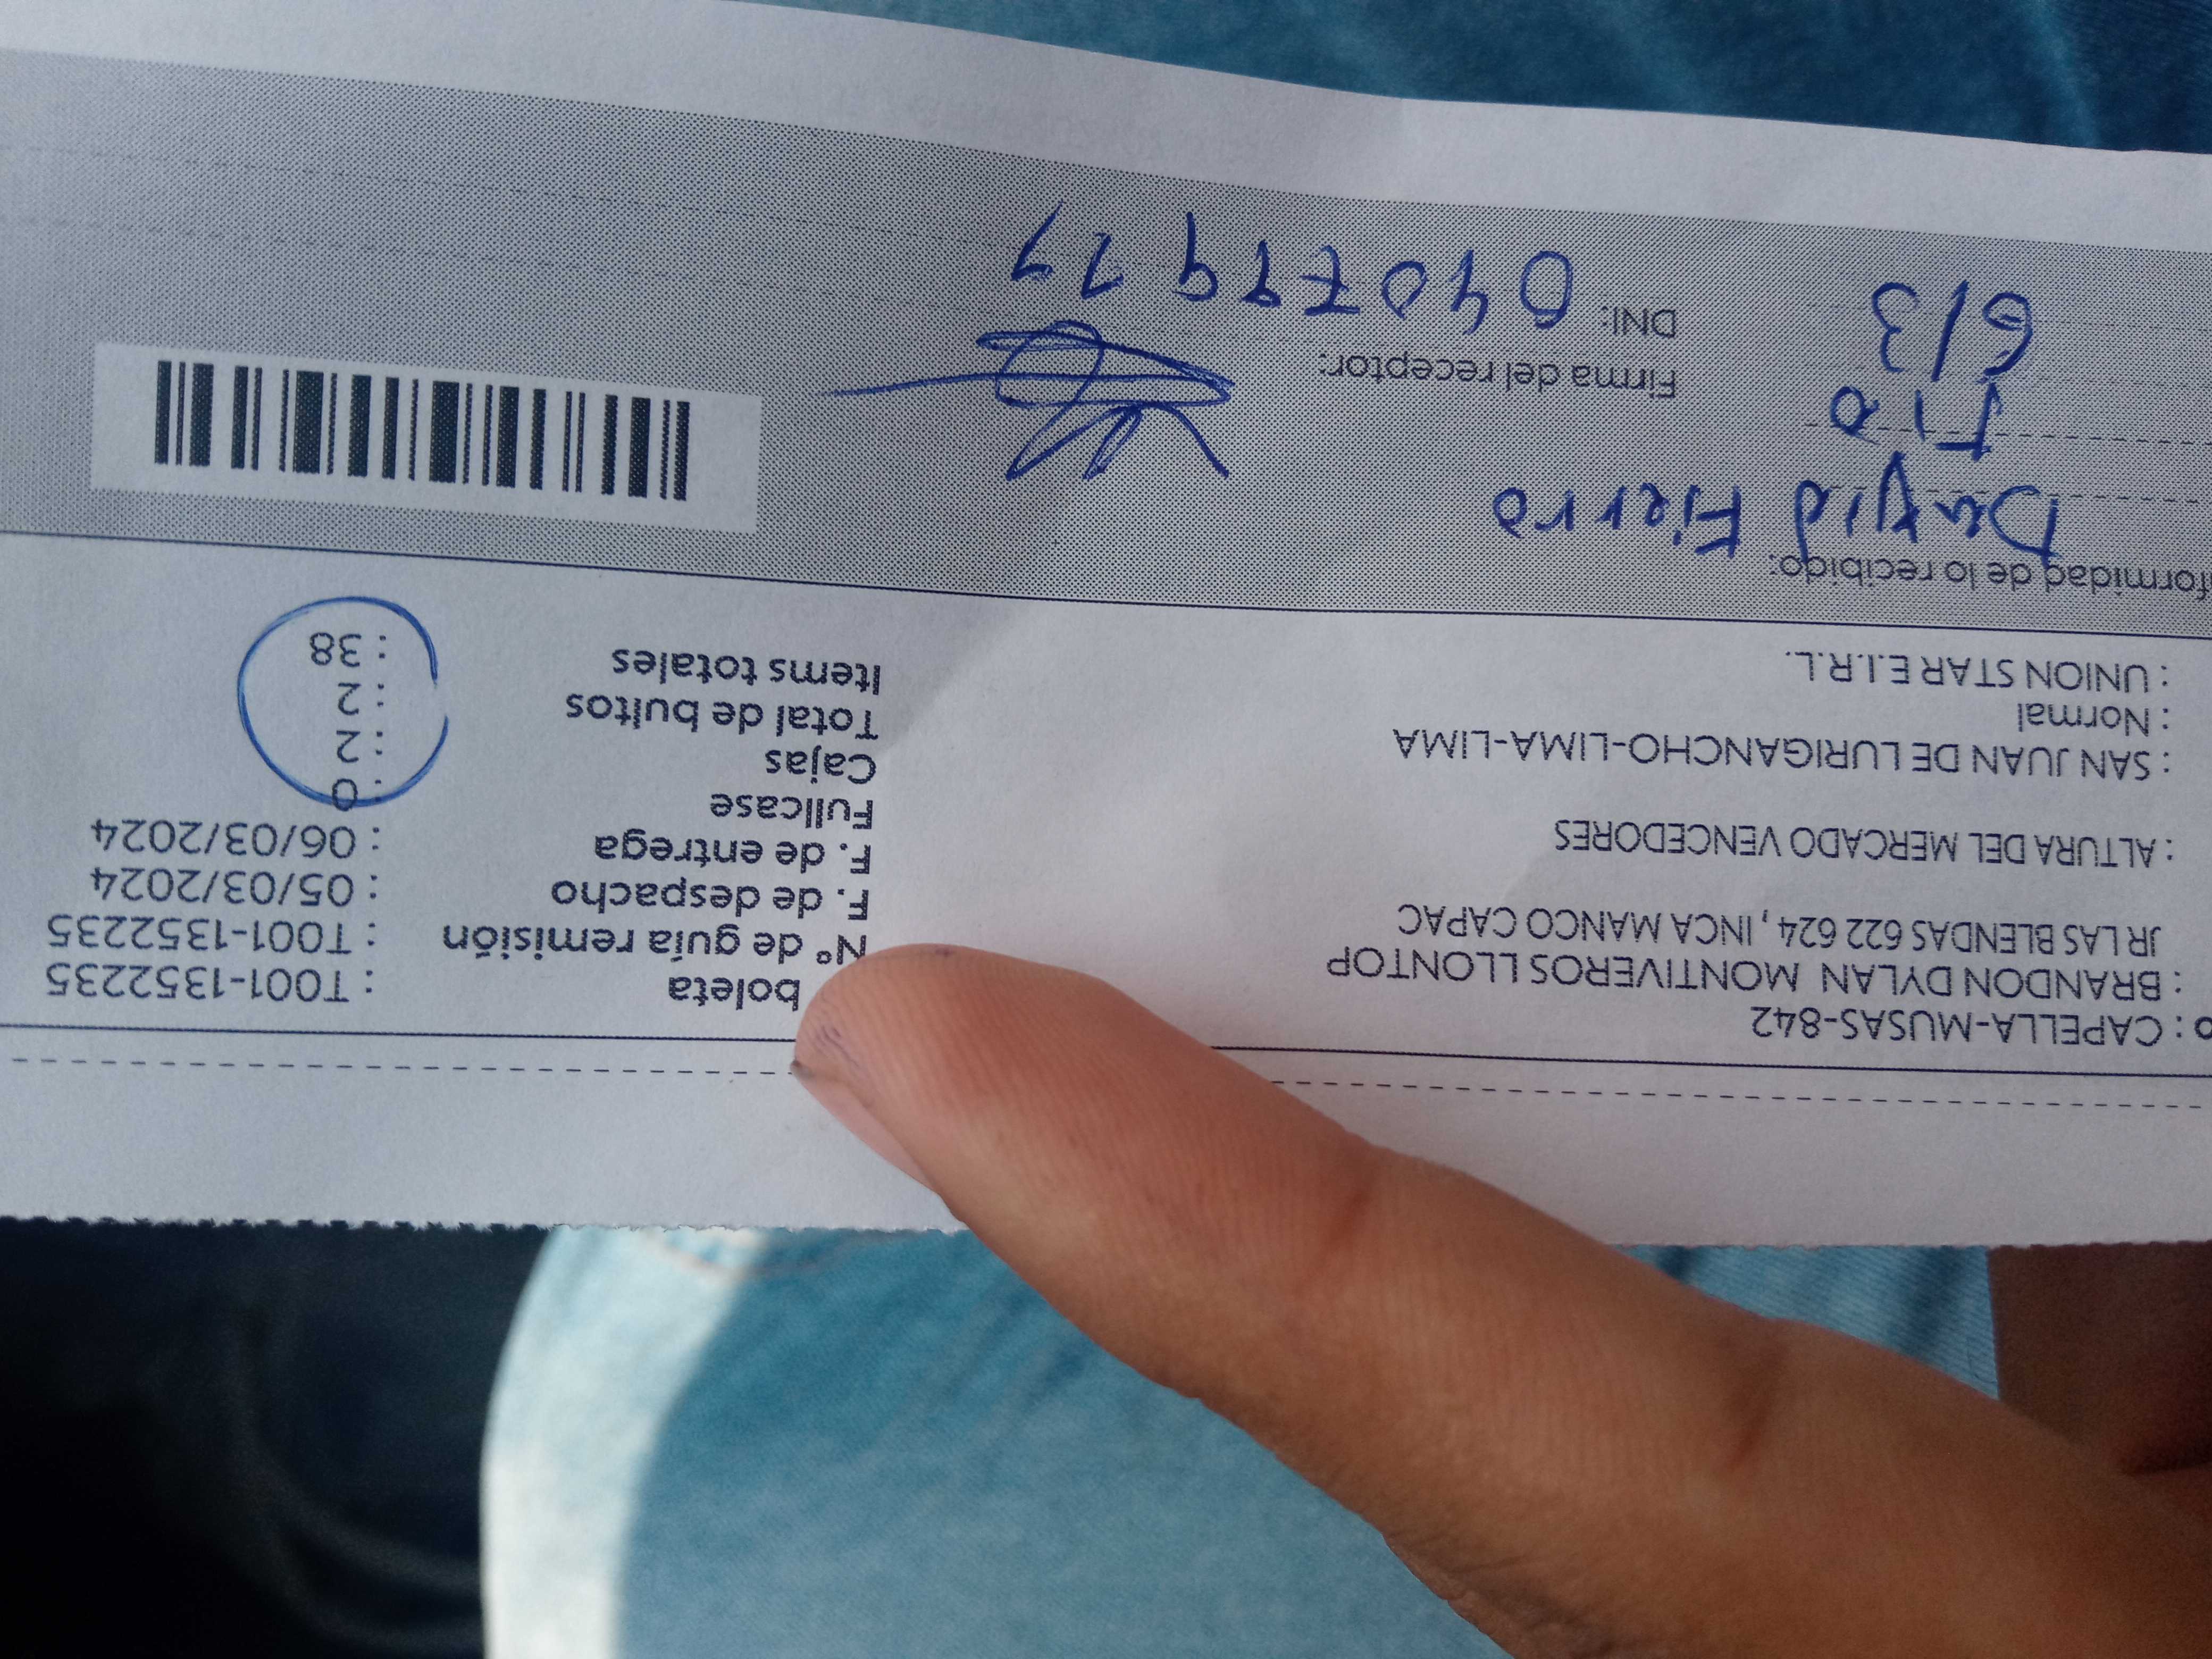 o : CAPELLA-MUSAS-842
: BRANDON DYLAN MONTIVEROS LLONTOP
JR LAS BLENDAS 622 624 , INCA MANCO CAPAC
: ALTURA DEL MERCADO VENCEDORES
: SAN JUAN DE LURIGANCHO-LIMA-LIMA
: Normal
: UNION STAR E.I.R.L.
boleta : T001-1352235
N° de guía remisión : T001-1352235
F. de despacho : 05/03/2024
F. de entrega : 06/03/2024
Fullcase : 0
Cajas : 2
Total de bultos : 2
Items totales : 38
formidad de lo recibido:
David Fierro
Tio
6/3
Firma del receptor:
DNI: